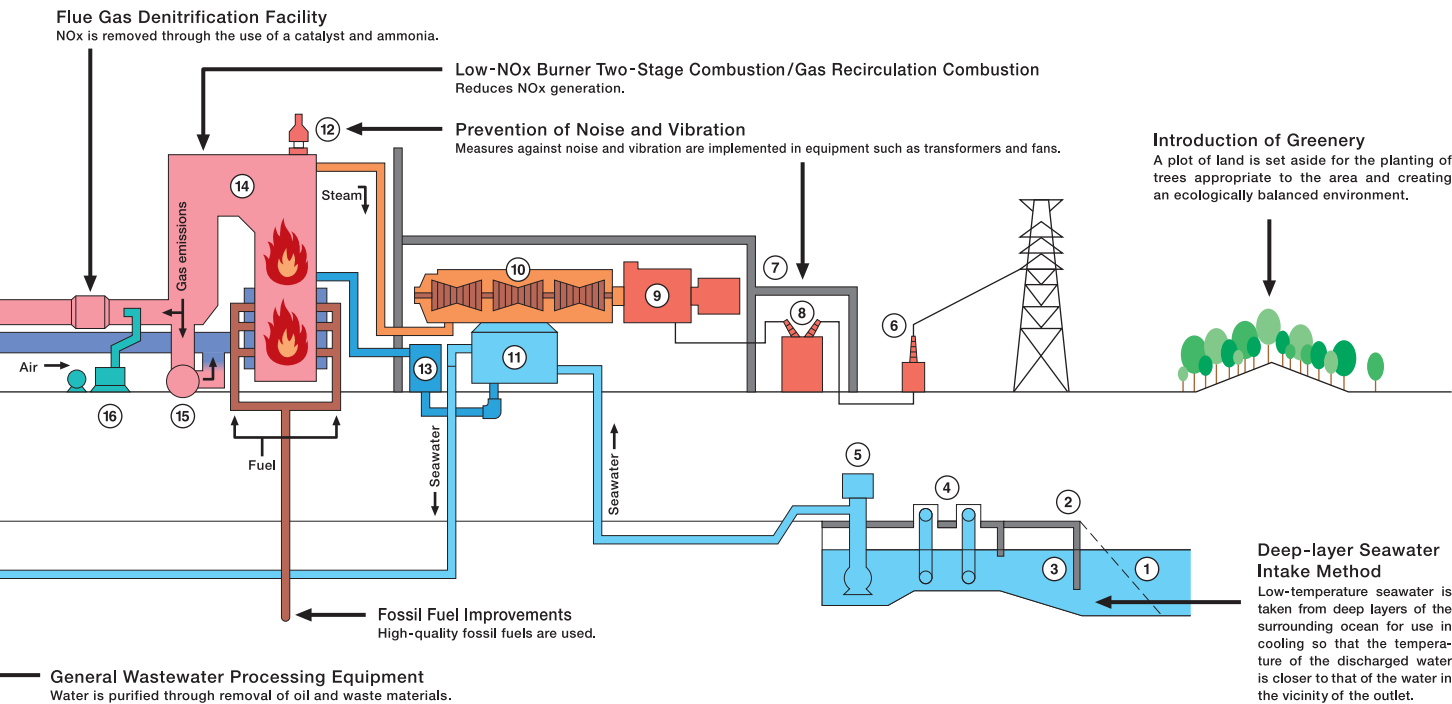 Flue Gas Denitrification Facility
NOx is removed through the use of a catalyst and ammonia.
Low-NOx Burner Two-Stage Combustion/Gas Recirculation Combustion
Reduces NOx generation.
12
Prevention of Noise and Vibration
Measures against noise and vibration are implemented in equipment such as transformers and fans.
Introduction of Greenery
A plot of land is set aside for the planting of
trees appropriate to the area and creating
an ecologically balanced environment.
14
Steam
Gas emissions
10
7
9
8
6
11
13
Air
16
15
Fuel
Seawater
Seawater
5
4
2
3
1
Deep-layer Seawater
Intake Method
Low-temperature seawater is
taken from deep layers of the
surrounding ocean for use in
cooling so that the tempera-
ture of the discharged water
is closer to that of the water in
the vicinity of the outlet.
Fossil Fuel Improvements
High-quality fossil fuels are used.
General Wastewater Processing Equipment
Water is purified through removal of oil and waste materials.